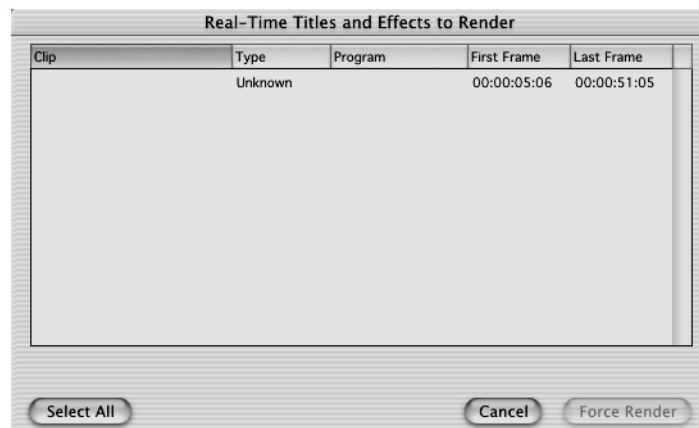 Real-Time Titles and Effects to Render
Clip Type Program First Frame Last Frame
Unknown 00:00:05:06 00:00:51:05
Select All Cancel Force Render